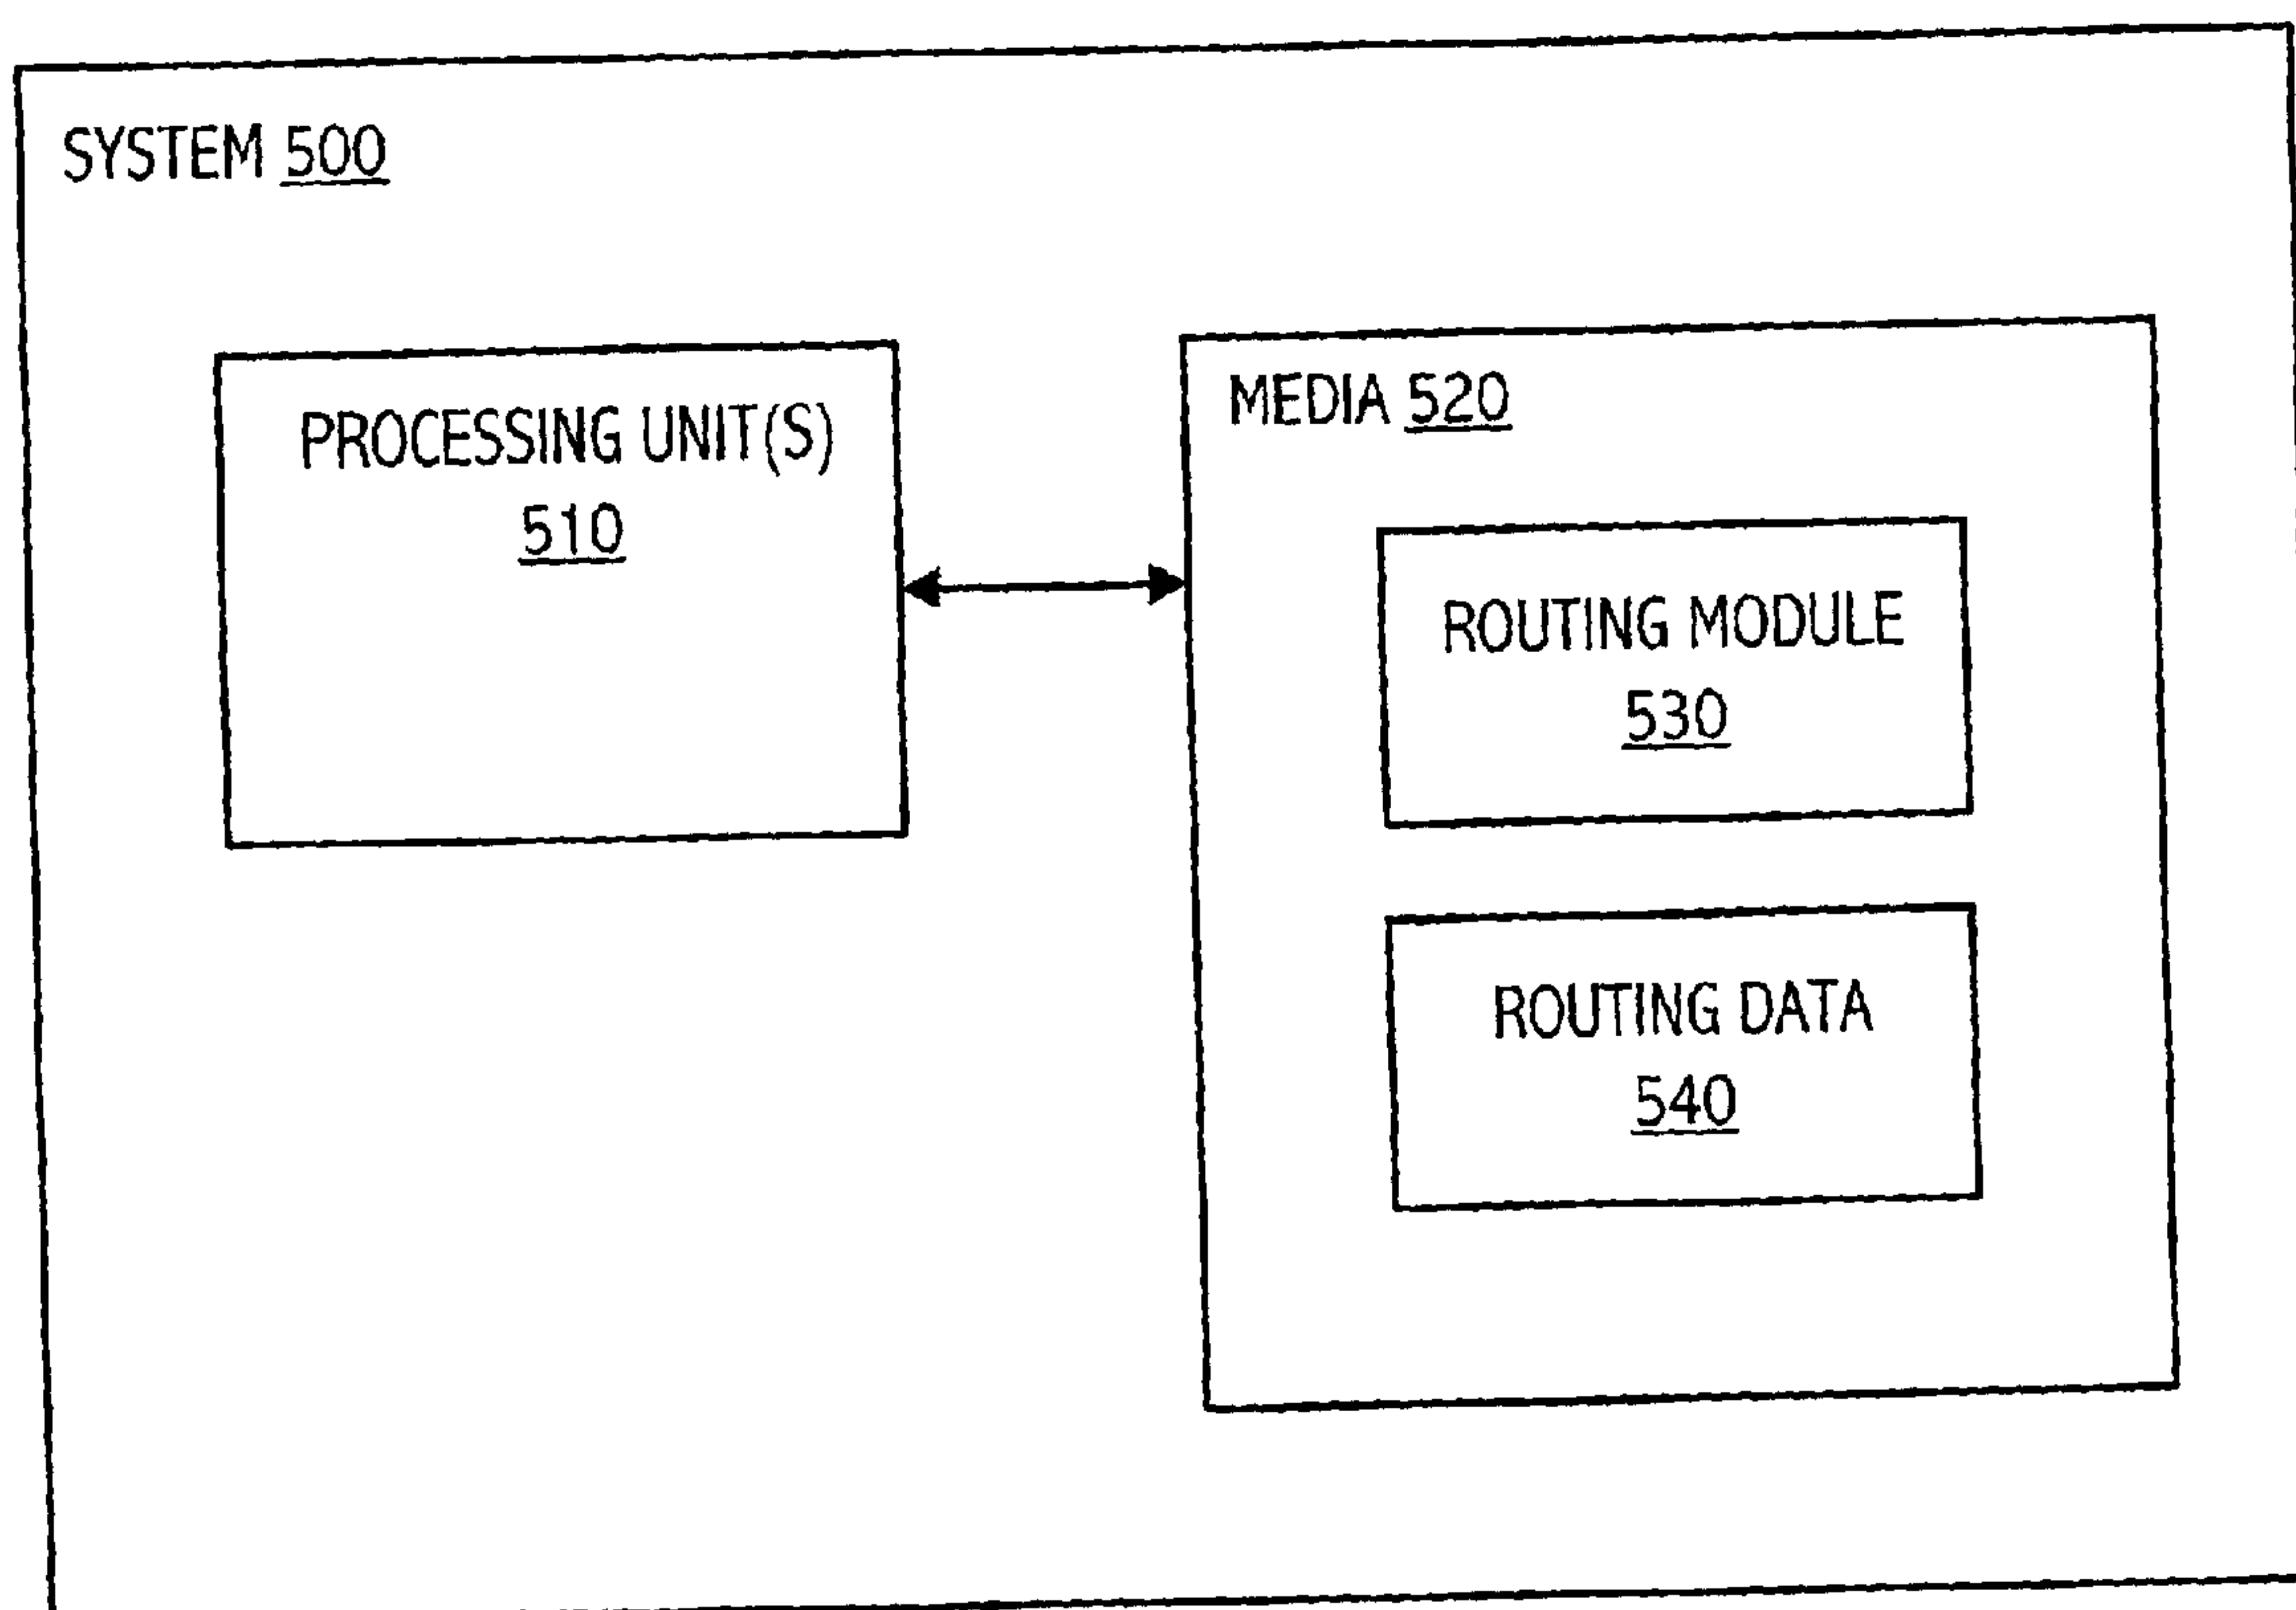 SYSTEM 500
PROCESSING UNIT(S)
510
MEDIA 520
ROUTING MODULE
530
ROUTING DATA
540